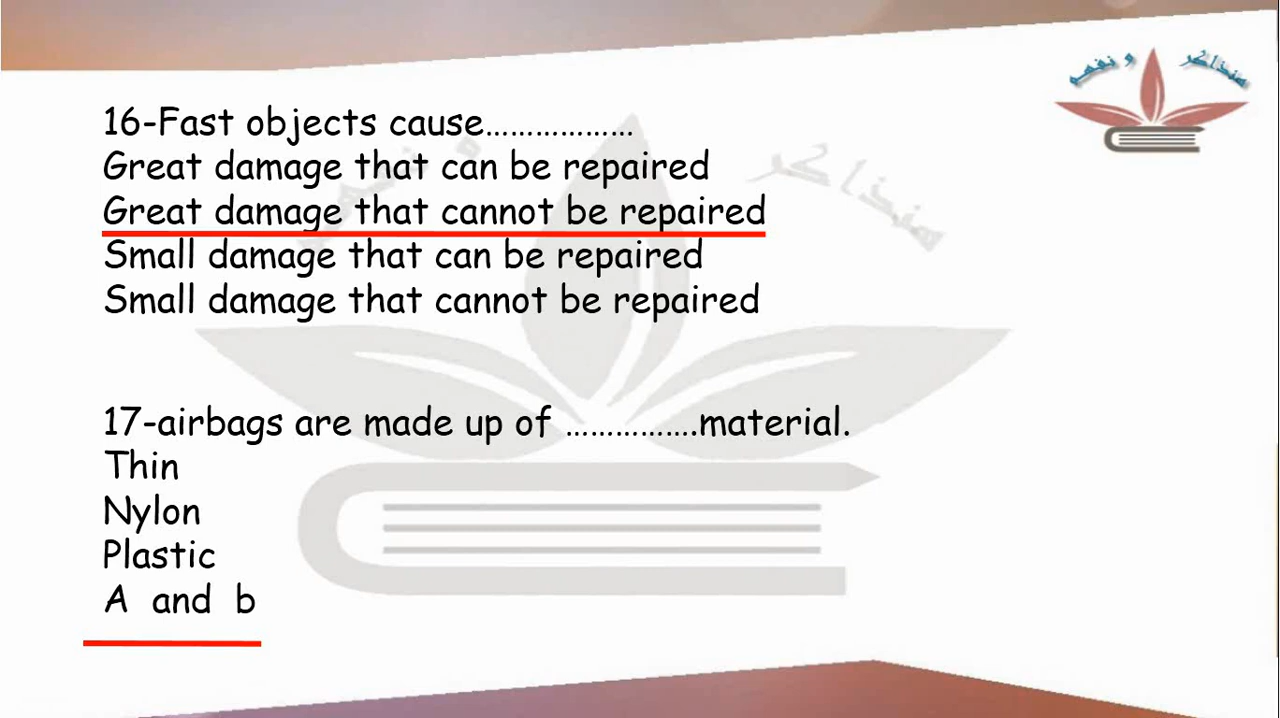 هنذاكر و نفهم
16-Fast objects cause………………
Great damage that can be repaired
Great damage that cannot be repaired
Small damage that can be repaired
Small damage that cannot be repaired
17-airbags are made up of …………….material.
Thin
Nylon
Plastic
A and b